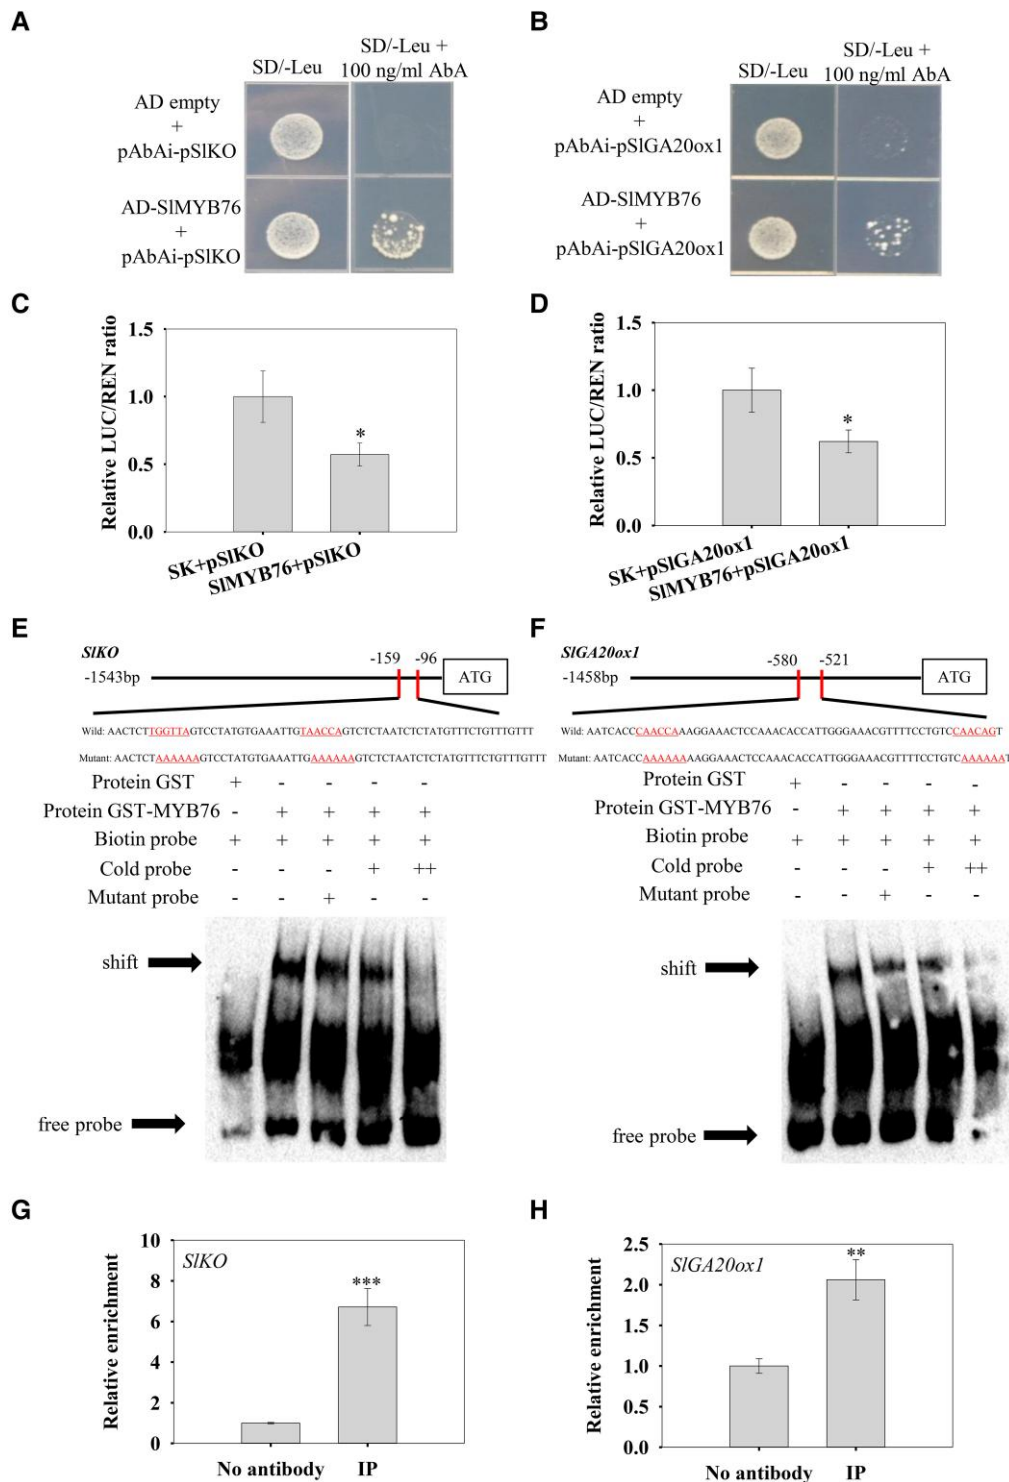 A
SD/-Leu
SD/-Leu +
100 ng/ml AbA
AD empty
+
pAbAi-pSlKO
AD-SlMYB76
+
pAbAi-pSlKO
B
SD/-Leu
SD/-Leu +
100 ng/ml AbA
AD empty
+
pAbAi-pSlGA20ox1
AD-SlMYB76
+
pAbAi-pSlGA20ox1
C
Relative LUC/REN ratio
1.5
1.0
0.5
0.0
*
SK+pSlKO
SlMYB76+pSlKO
D
Relative LUC/REN ratio
1.5
1.0
0.5
0.0
*
SK+pSlGA20ox1
SlMYB76+pSlGA20ox1
E
SlKO
-159 -96
-1543bp
ATG
Wild: AACTCTTGGTTAGTCCTATGTGAAATTGTAACCAGTCTCTAATCTCTATGTTTCTGTTTGTTT
Mutant: AACTCTAAAAAAGTCCTATGTGAAATTGAAAAAAGTCTCTAATCTCTATGTTTCTGTTTGTTT
Protein GST + - - - -
Protein GST-MYB76 - + + + +
Biotin probe + + + + +
Cold probe - - - + ++
Mutant probe - - + - -
shift
free probe
F
SlGA20ox1
-580 -521
-1458bp
ATG
Wild: AATCACCCAACCAAAGGAAACTCCAAACACCATTGGGAAACGTTTTCCTGTCCAACAGT
Mutant: AATCACCAAAAAAAAGGAAACTCCAAACACCATTGGGAAACGTTTTCCTGTCAAAAAAT
Protein GST + - - - -
Protein GST-MYB76 - + + + +
Biotin probe + + + + +
Cold probe - - - + ++
Mutant probe - - + - -
shift
free probe
G
Relative enrichment
10
8
6
4
2
0
SlKO
***
No antibody IP
H
Relative enrichment
2.5
2.0
1.5
1.0
0.5
0.0
SlGA20ox1
**
No antibody IP